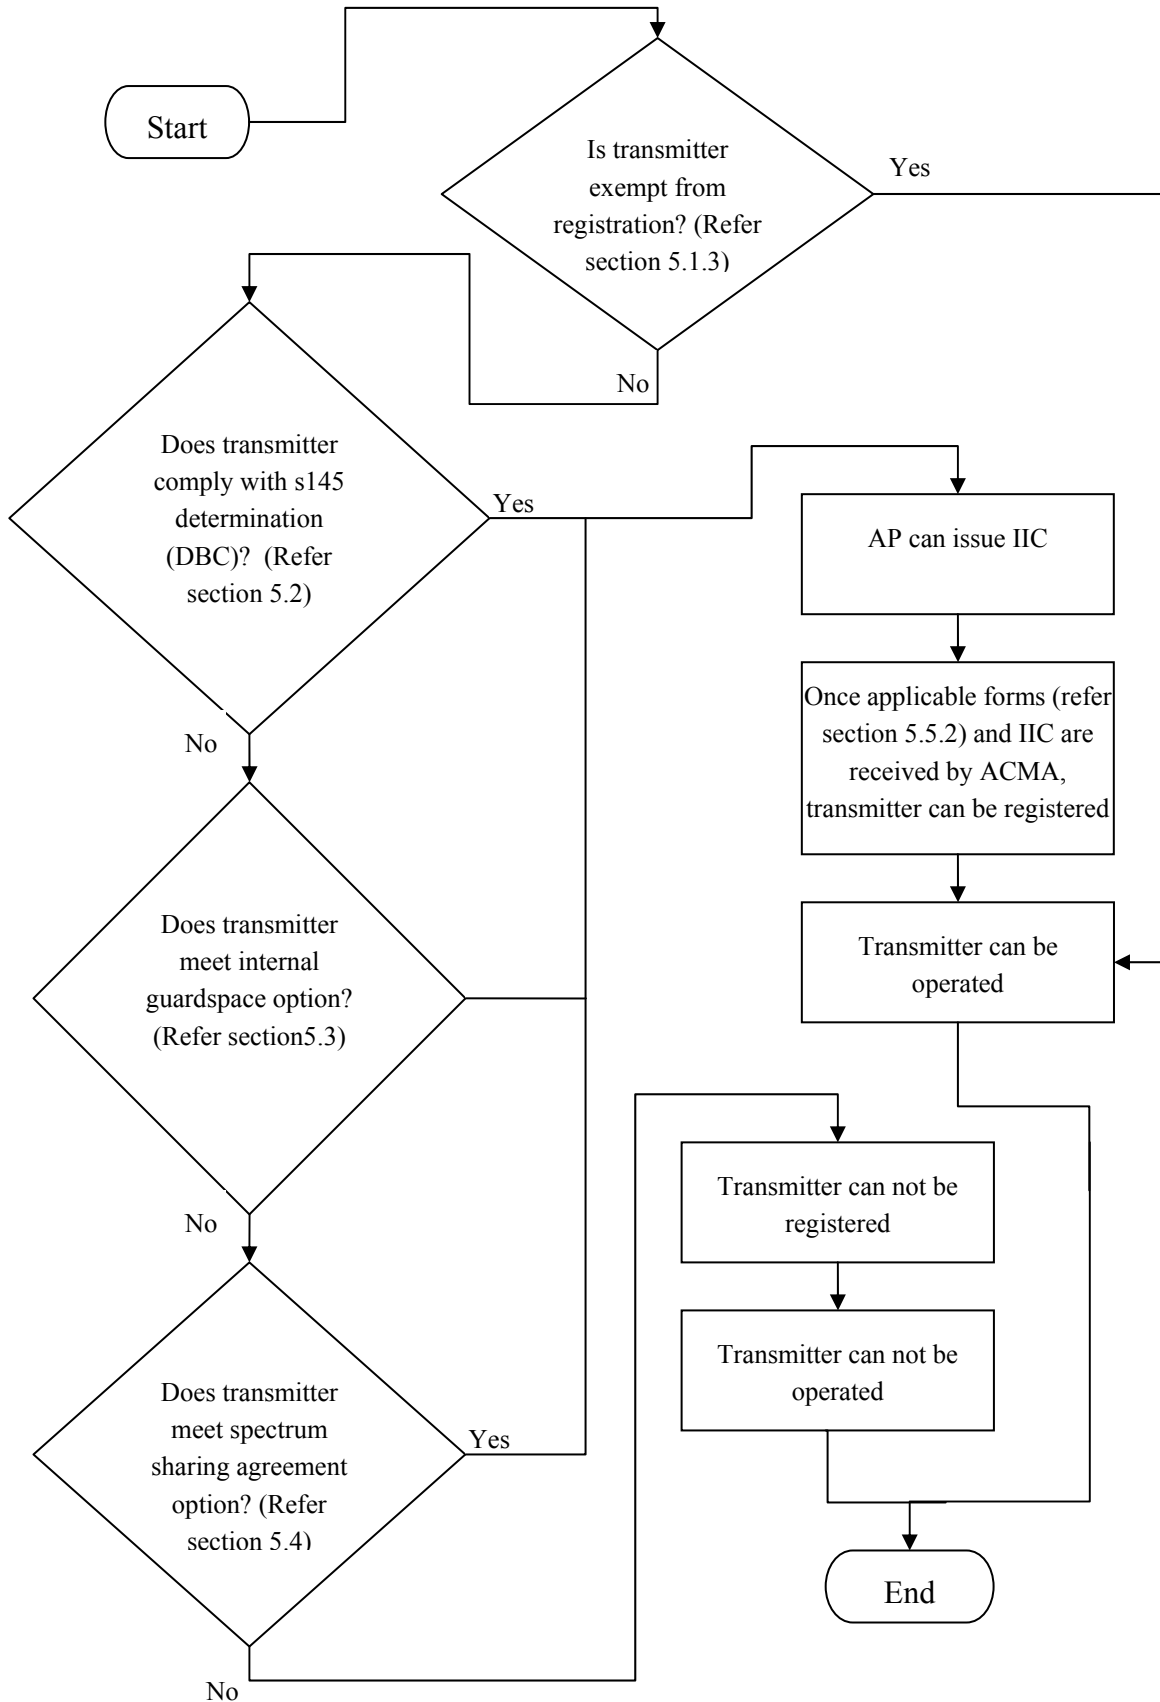 Start
Is transmitter
exempt from
registration? (Refer
section 5.1.3)
Yes
No
Does transmitter
comply with s145
determination
(DBC)? (Refer
section 5.2)
Yes
No
AP can issue IIC
Once applicable forms (refer
section 5.5.2) and IIC are
received by ACMA,
transmitter can be registered
Does transmitter
meet internal
guardspace option?
(Refer section5.3)
No
Transmitter can be
operated
Transmitter can not be
registered
Transmitter can not be
operated
Does transmitter
meet spectrum
sharing agreement
option? (Refer
section 5.4)
Yes
No
End